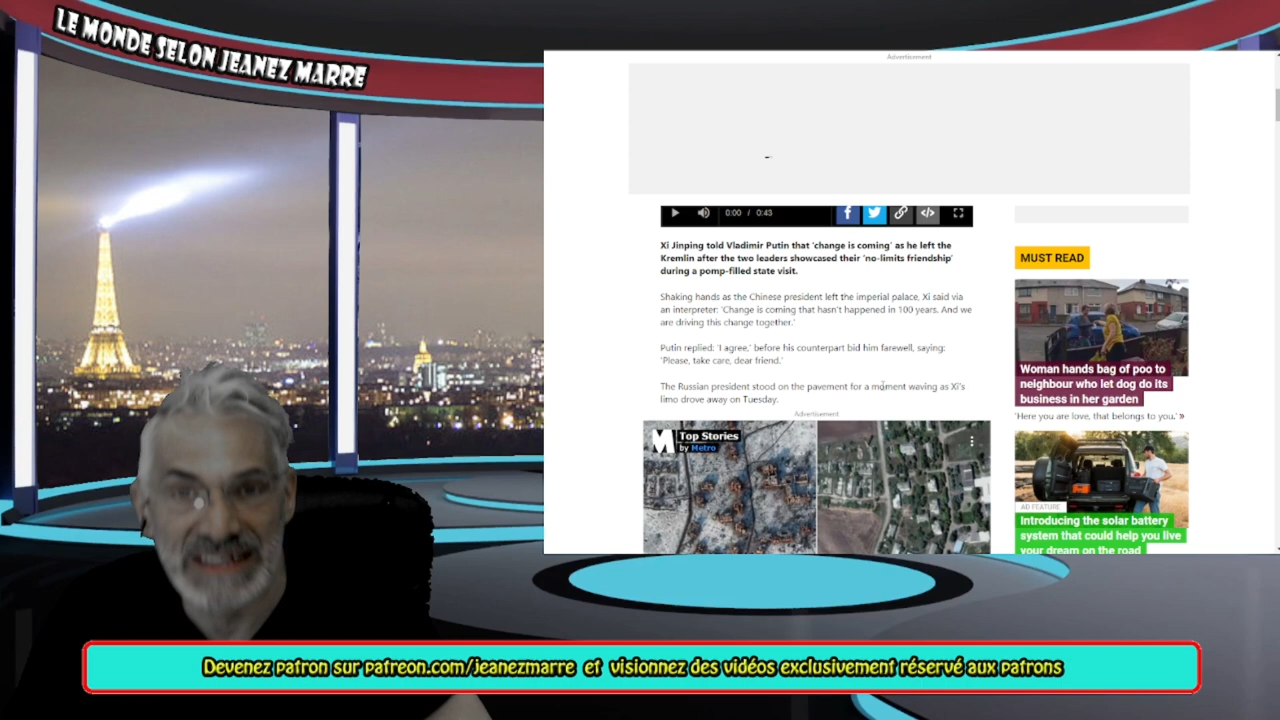 LE MONDE SELON JEANEZ MARRE
Advertisement
0:00 / 0:43
Xi Jinping told Vladimir Putin that ‘change is coming’ as he left the
Kremlin after the two leaders showcased their ‘no-limits friendship’
during a pomp-filled state visit.
Shaking hands as the Chinese president left the imperial palace, Xi said via
an interpreter: ‘Change is coming that hasn’t happened in 100 years. And we
are driving this change together.’
Putin replied: ‘I agree,’ before his counterpart bid him farewell, saying:
‘Please, take care, dear friend.’
The Russian president stood on the pavement for a moment waving as Xi’s
limo drove away on Tuesday.
Advertisement
M Top Stories
by Metro
MUST READ
Woman hands bag of poo to
neighbour who let dog do its
business in her garden
‘Here you are love, that belongs to you.’ »
AD FEATURE
Introducing the solar battery
system that could help you live
your dream on the road
Devenez patron sur patreon.com/jeanezmarre et visionnez des vidéos exclusivement réservé aux patrons